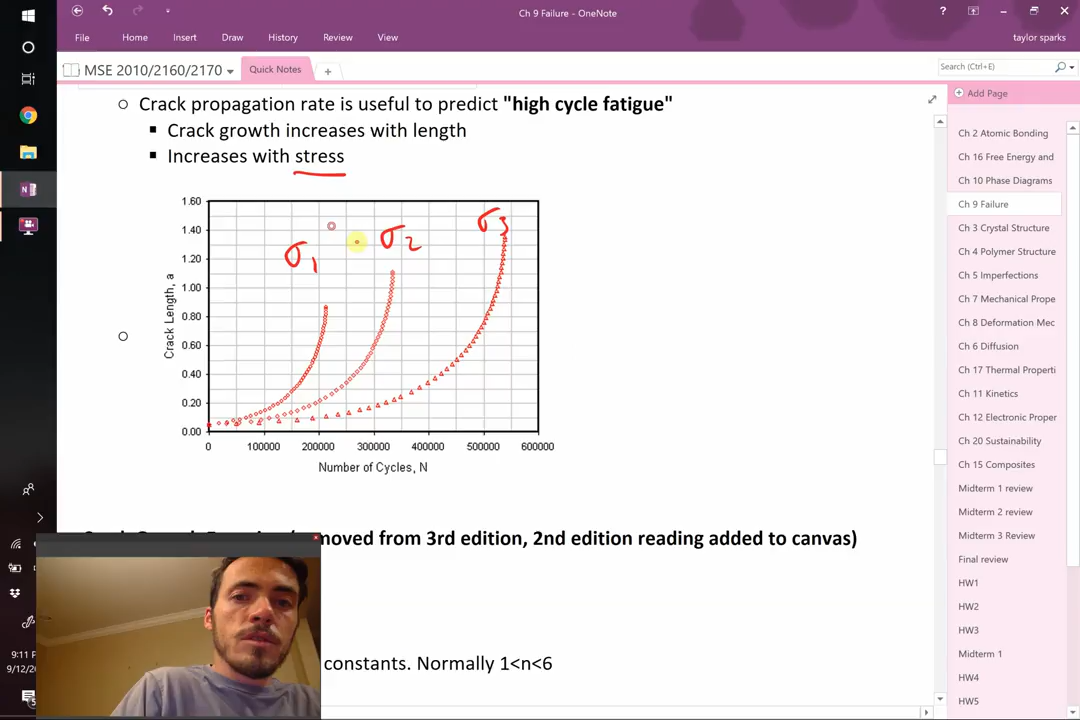 Ch 9 Failure - OneNote
?
File Home Insert Draw History Review View
taylor sparks
MSE 2010/2160/2170
Quick Notes
+
Search (Ctrl+E)
Crack propagation rate is useful to predict "high cycle fatigue"
Crack growth increases with length
Increases with stress
1.60
1.40
1.20
1.00
0.80
0.60
0.40
0.20
0.00
Crack Length, a
σ1
σ2
σ3
0 100000 200000 300000 400000 500000 600000
Number of Cycles, N
moved from 3rd edition, 2nd edition reading added to canvas)
constants. Normally 1<n<6
Add Page
Ch 2 Atomic Bonding
Ch 16 Free Energy and
Ch 10 Phase Diagrams
Ch 9 Failure
Ch 3 Crystal Structure
Ch 4 Polymer Structure
Ch 5 Imperfections
Ch 7 Mechanical Prope
Ch 8 Deformation Mec
Ch 6 Diffusion
Ch 17 Thermal Properti
Ch 11 Kinetics
Ch 12 Electronic Proper
Ch 20 Sustainability
Ch 15 Composites
Midterm 1 review
Midterm 2 review
Midterm 3 Review
Final review
HW1
HW2
HW3
Midterm 1
HW4
HW5
9:11 P
9/12/20